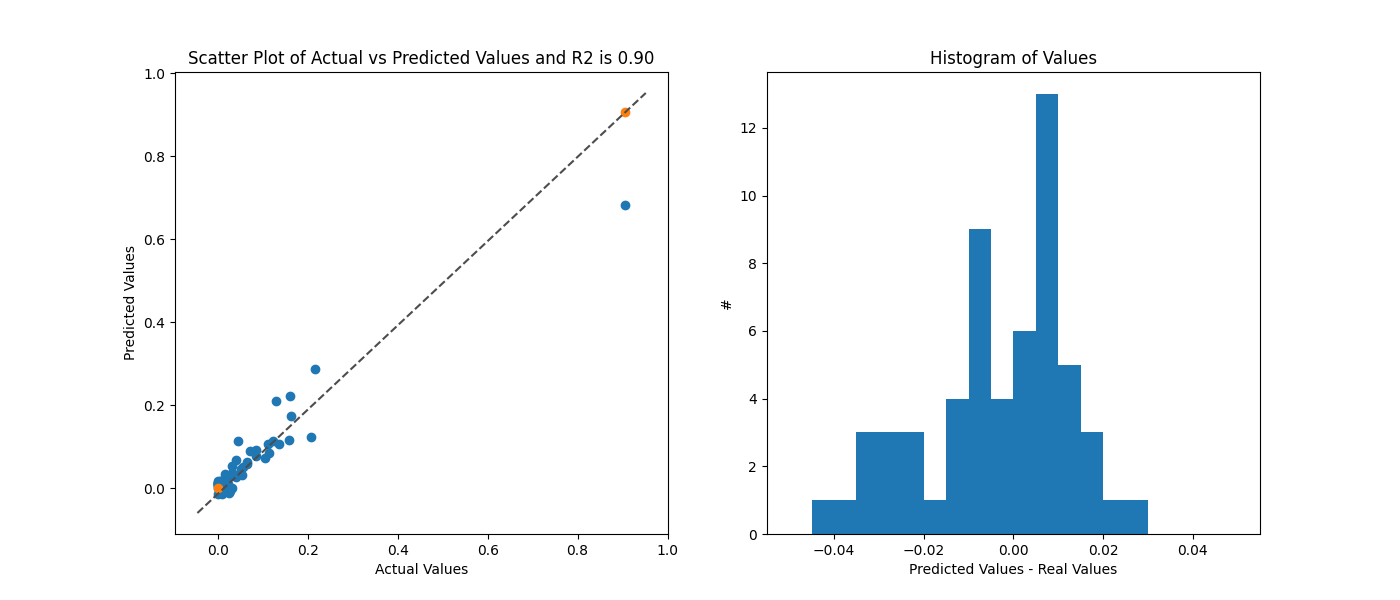 Scatter Plot of Actual vs Predicted Values and R2 is 0.90
1.0
0.8
0.6
0.4
0.2
0.0
Predicted Values
0.0 0.2 0.4 0.6 0.8 1.0
Actual Values
Histogram of Values
12
10
8
6
4
2
0
#
−0.04 −0.02 0.00 0.02 0.04
Predicted Values - Real Values